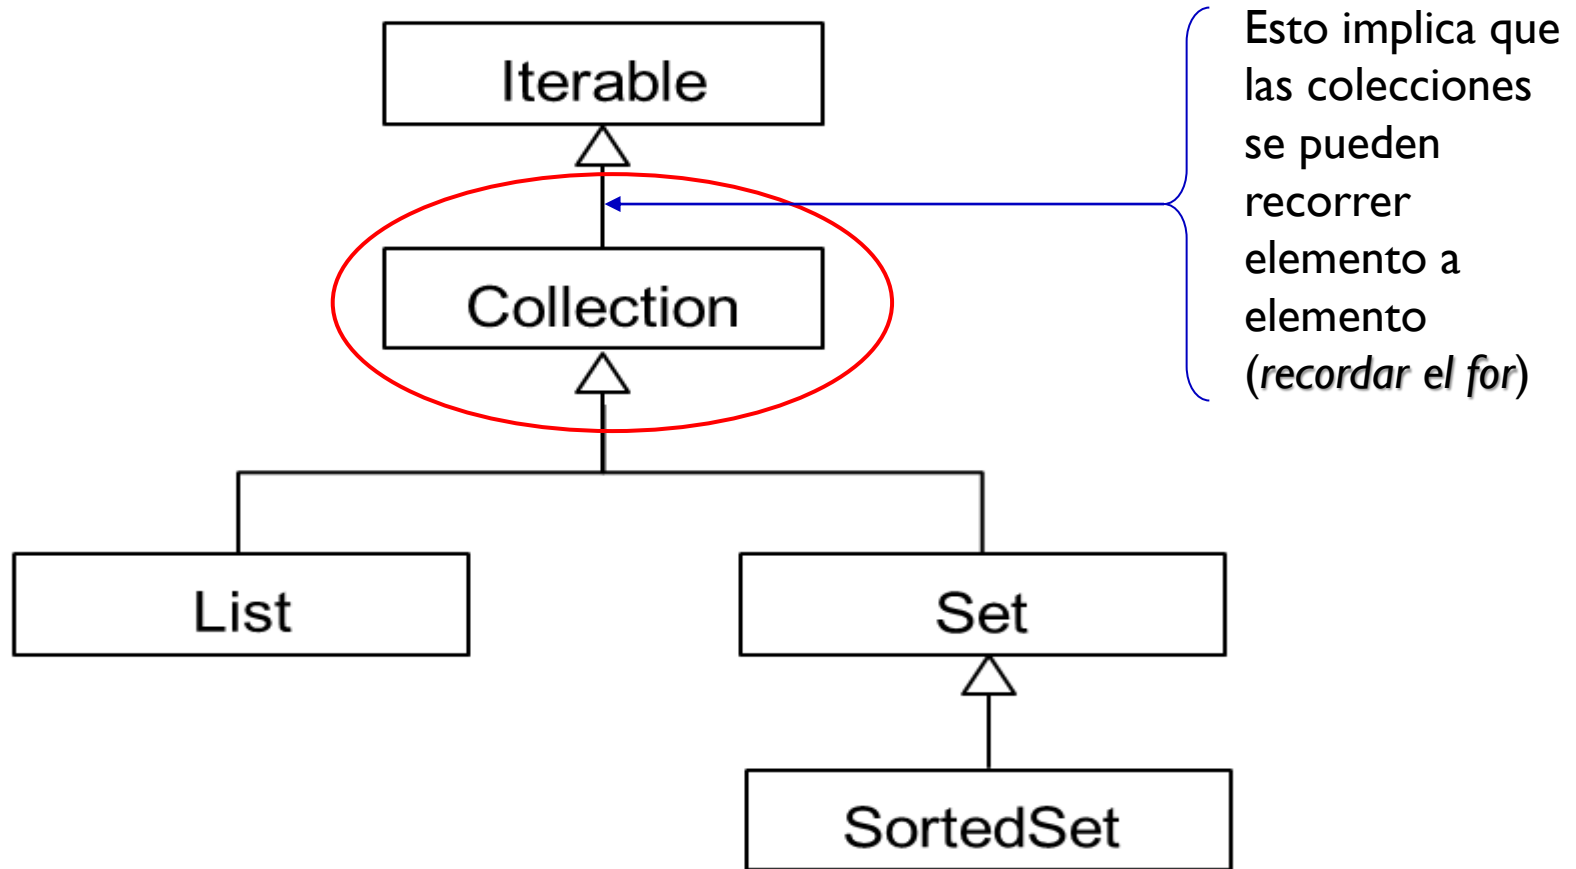 Iterable
Esto implica que
las colecciones
se pueden
recorrer
elemento a
elemento
(recordar el for)
Collection
List
Set
SortedSet